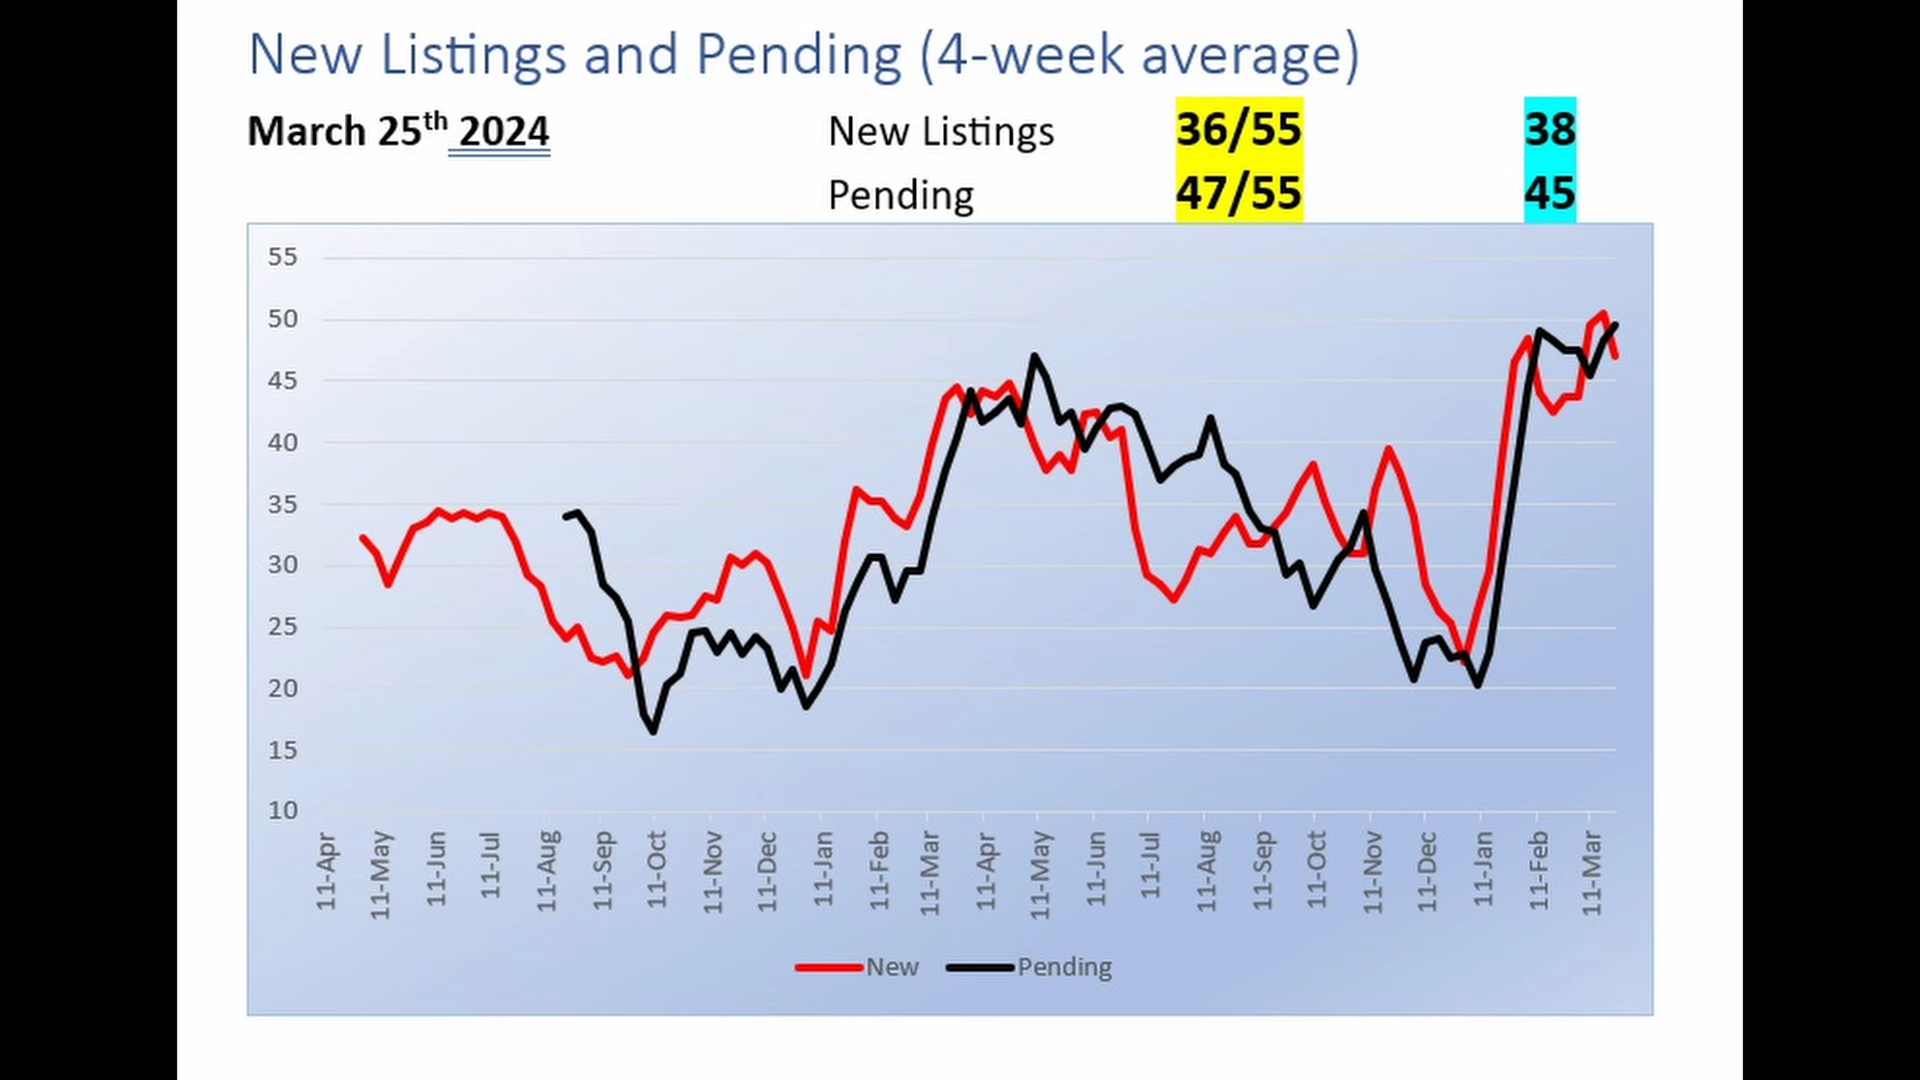 New Listings and Pending (4-week average)
March 25th 2024
New Listings 36/55 38
Pending 47/55 45
55
50
45
40
35
30
25
20
15
10
11-Apr 11-May 11-Jun 11-Jul 11-Aug 11-Sep 11-Oct 11-Nov 11-Dec 11-Jan 11-Feb 11-Mar 11-Apr 11-May 11-Jun 11-Jul 11-Aug 11-Sep 11-Oct 11-Nov 11-Dec 11-Jan 11-Feb 11-Mar
New Pending